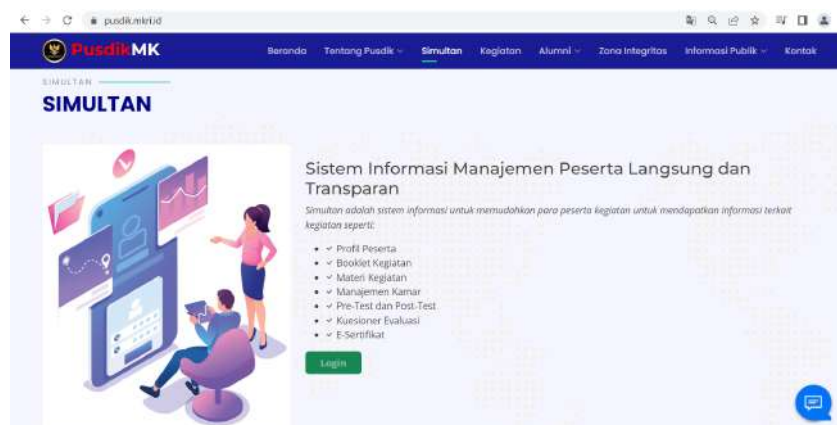 pusdik.mkri.id
PusdikMK
Beranda Tentang Pusdik Simultan Kegiatan Alumni Zona Integritas Informasi Publik Kontak
SIMULTAN
SIMULTAN
Sistem Informasi Manajemen Peserta Langsung dan
Transparan
Simultan adalah sistem informasi untuk memudahkan para peserta kegiatan untuk mendapatkan informasi terkait
kegiatan seperti:
• ✓ Profil Peserta
• ✓ Booklet Kegiatan
• ✓ Materi Kegiatan
• ✓ Manajemen Kamar
• ✓ Pre-Test dan Post-Test
• ✓ Kuesioner Evaluasi
• ✓ E-Sertifikat
Login